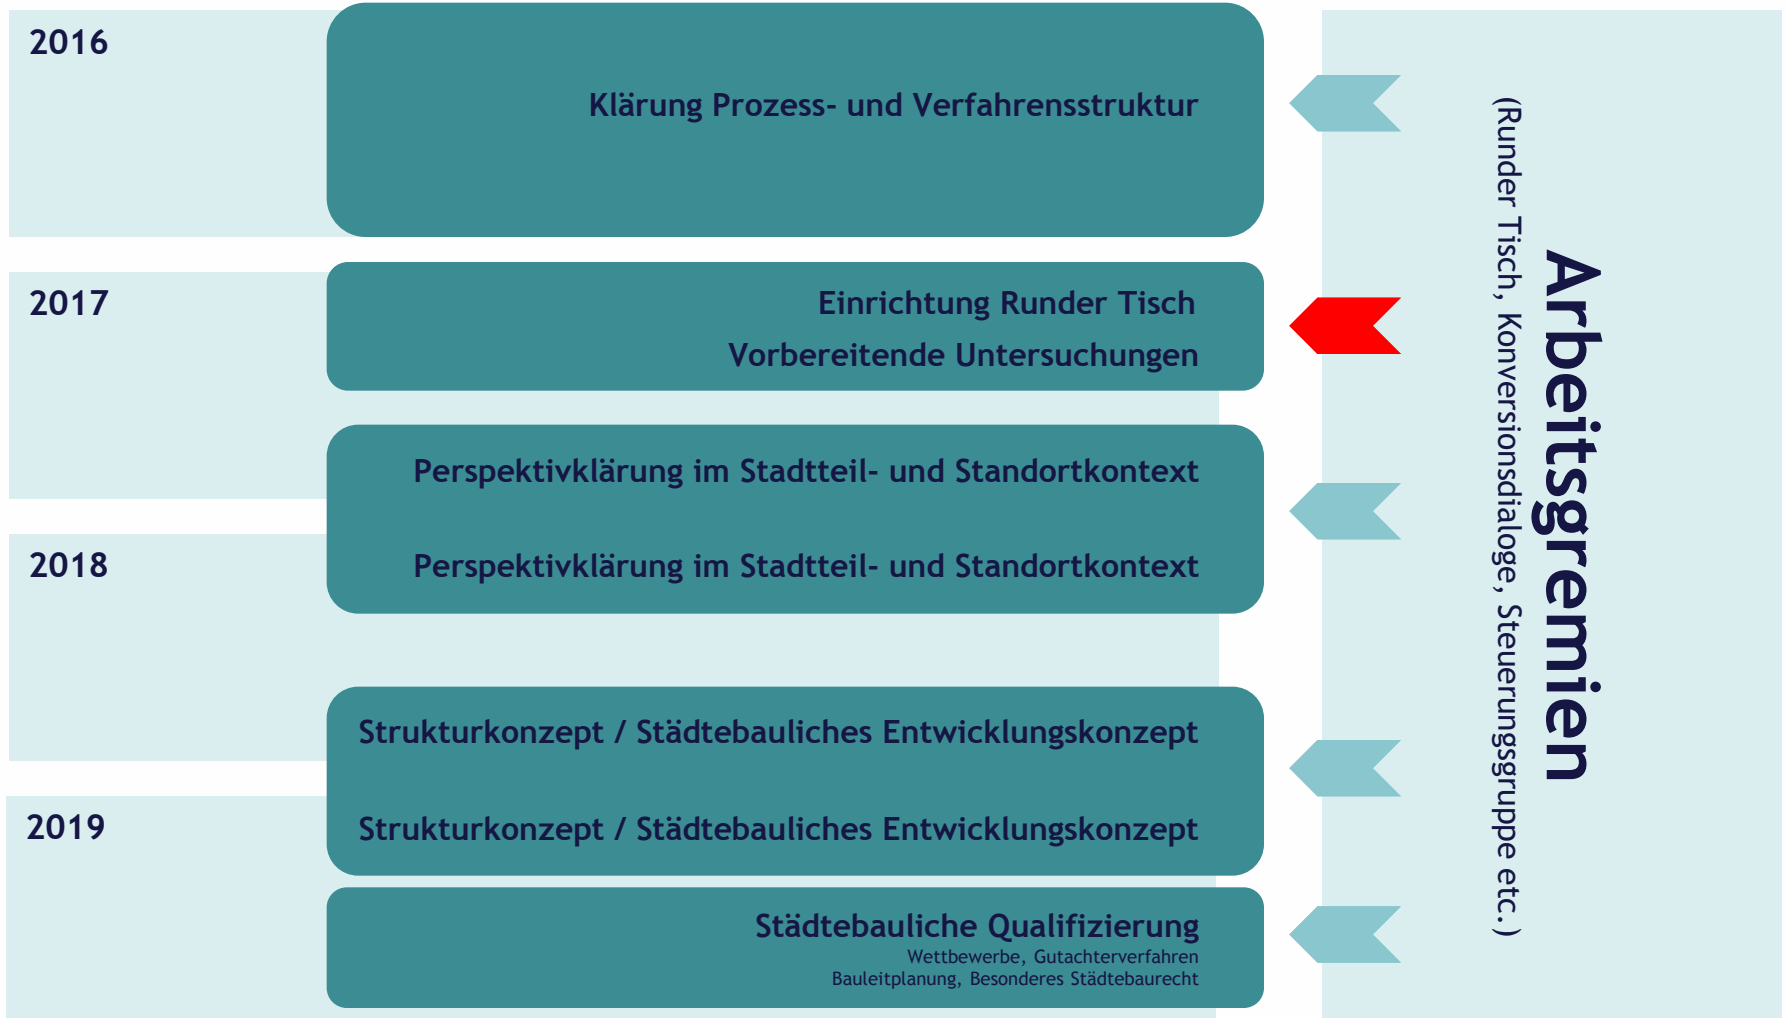 2016
Klärung Prozess- und Verfahrensstruktur
2017
Einrichtung Runder Tisch
Vorbereitende Untersuchungen
Perspektivklärung im Stadtteil- und Standortkontext
2018
Perspektivklärung im Stadtteil- und Standortkontext
Strukturkonzept / Städtebauliches Entwicklungskonzept
2019
Strukturkonzept / Städtebauliches Entwicklungskonzept
Städtebauliche Qualifizierung
Wettbewerbe, Gutachterverfahren
Bauleitplanung, Besonderes Städtebaurecht
Arbeitsgremien
(Runder Tisch, Konversionsdialoge, Steuerungsgruppe etc.)